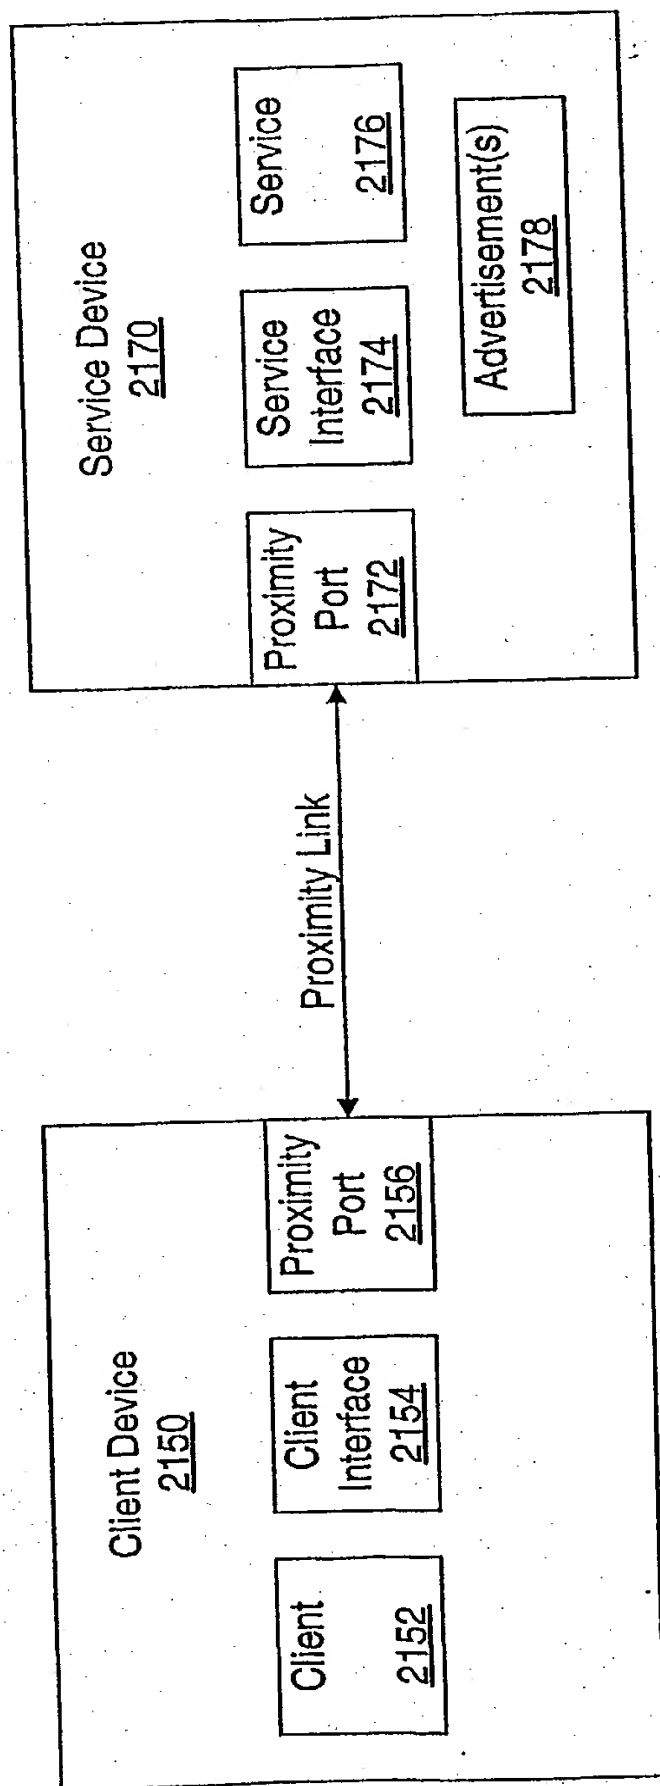 Client Device
2150
Client
2152
Client
Interface
2154
Proximity
Port
2156
Proximity Link
Service Device
2170
Proximity
Port
2172
Service
Interface
2174
Service
2176
Advertisement(s)
2178